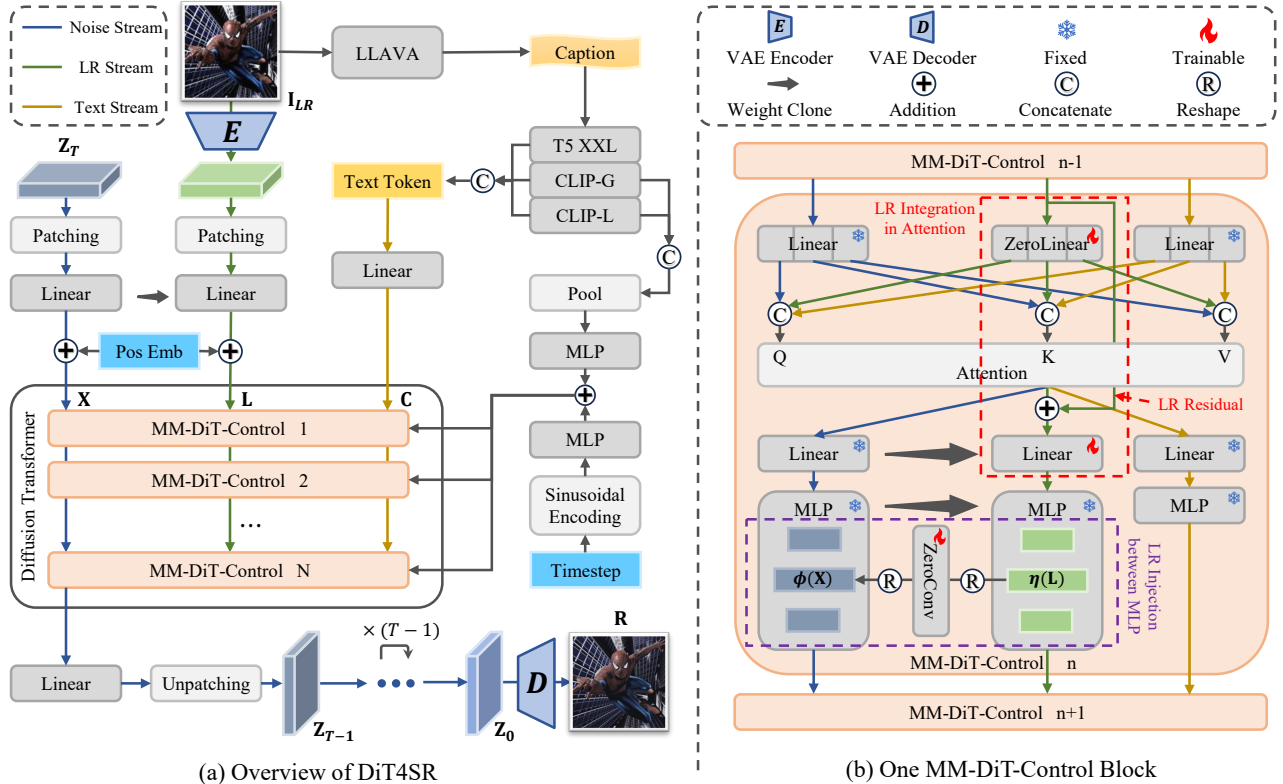 Noise Stream
LR Stream
Text Stream
I_LR
LLAVA
Caption
E
Z_T
T5 XXL
CLIP-G
CLIP-L
C
Text Token
C
Patching
Patching
Linear
Linear
Linear
Pool
MLP
Pos Emb
X
L
C
MM-DiT-Control 1
MM-DiT-Control 2
...
MM-DiT-Control N
Diffusion Transformer
MLP
Sinusoidal
Encoding
Timestep
Linear
Unpatching
Z_{T-1}
× (T − 1)
Z_0
D
R
(a) Overview of DiT4SR
E
VAE Encoder
D
VAE Decoder
Fixed
Trainable
Weight Clone
Addition
C
Concatenate
R
Reshape
MM-DiT-Control n-1
LR Integration
in Attention
Linear
ZeroLinear
Linear
C
C
C
Q
K
V
Attention
LR Residual
Linear
Linear
Linear
MLP
MLP
MLP
ϕ(X)
R
ZeroConv
R
η(L)
LR Injection
between MLP
MM-DiT-Control n
MM-DiT-Control n+1
(b) One MM-DiT-Control Block